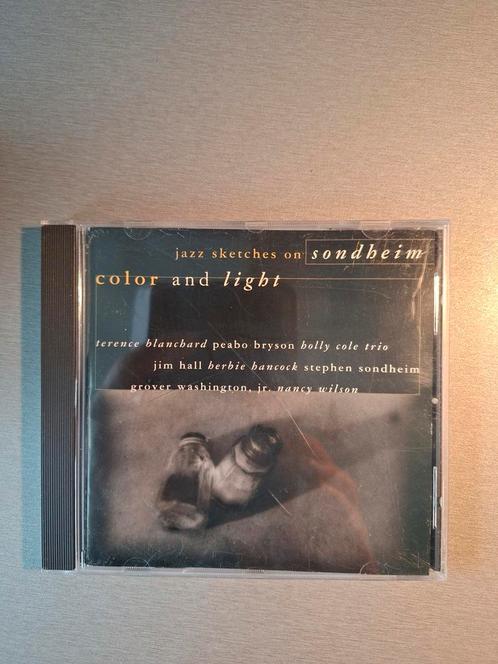 jazz sketches on sondheim
color and light
terence blanchard peabo bryson holly cole trio
jim hall herbie hancock stephen sondheim
grover washington, jr. nancy wilson